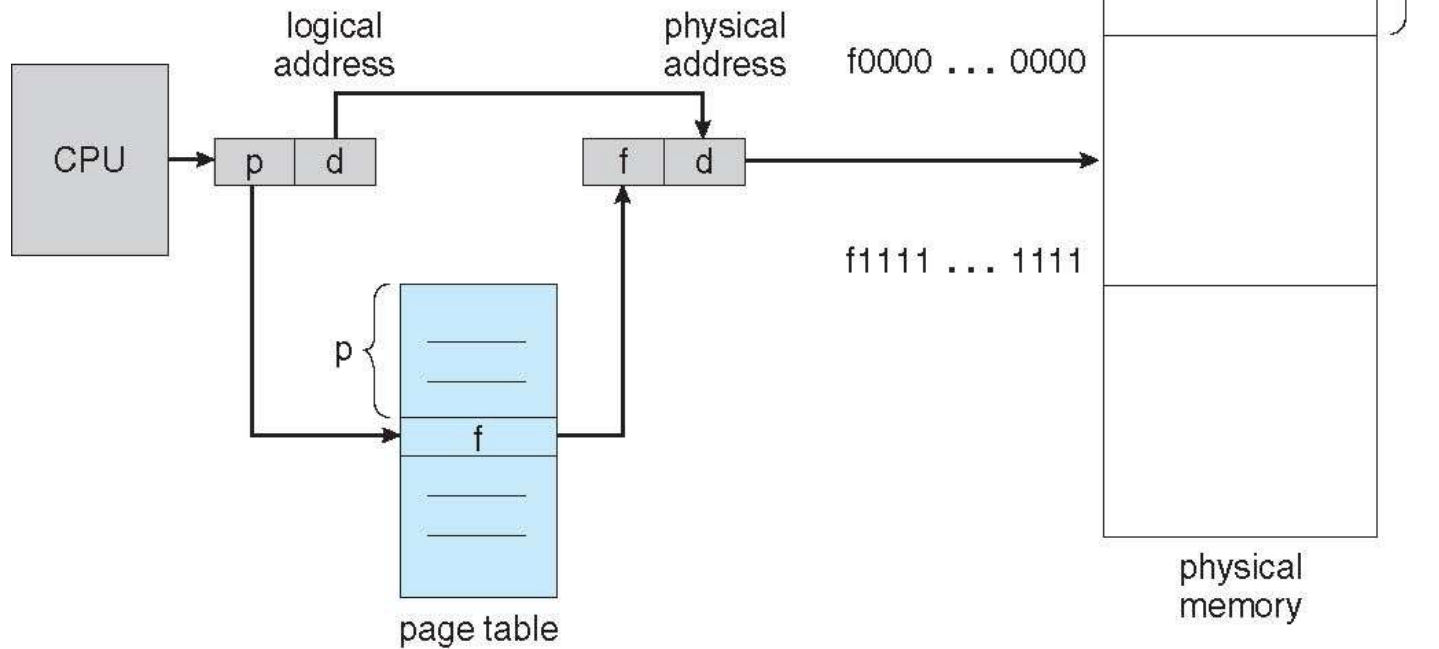 logical
address
physical
address
f0000 ... 0000
CPU
p
d
f
d
f1111 ... 1111
p
f
physical
memory
page table